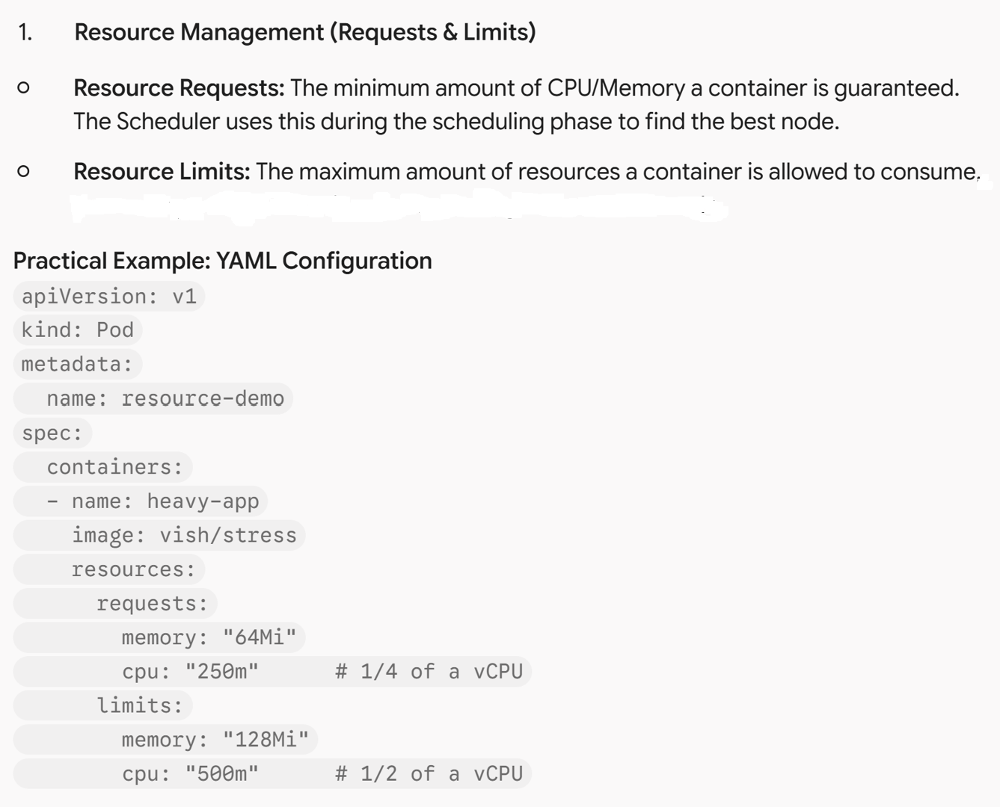 1. Resource Management (Requests & Limits)
○ Resource Requests: The minimum amount of CPU/Memory a container is guaranteed.
The Scheduler uses this during the scheduling phase to find the best node.
○ Resource Limits: The maximum amount of resources a container is allowed to consume.
Practical Example: YAML Configuration
apiVersion: v1
kind: Pod
metadata:
  name: resource-demo
spec:
  containers:
  - name: heavy-app
    image: vish/stress
    resources:
      requests:
        memory: "64Mi"
        cpu: "250m"      # 1/4 of a vCPU
      limits:
        memory: "128Mi"
        cpu: "500m"      # 1/2 of a vCPU